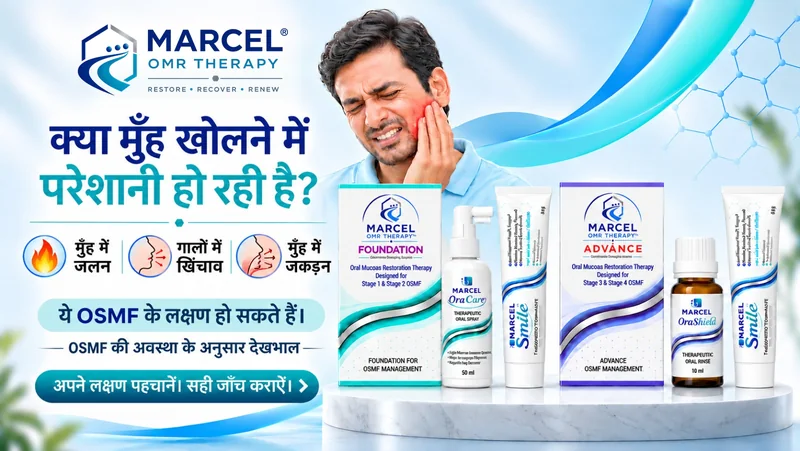 MARCEL®
OMR THERAPY
RESTORE • RECOVER • RENEW
क्या मुँह खोलने में
परेशानी हो रही है?
मुँह में
जलन
गालों में
खिंचाव
मुँह में
जकड़न
ये OSMF के लक्षण हो सकते हैं।
OSMF की अवस्था के अनुसार देखभाल
अपने लक्षण पहचानें। सही जाँच कराएँ।
MARCEL
OMR THERAPY™
FOUNDATION
Oral Mucoas Restoration Therapy
Designed for
Stage 1 & Stage 2 OSMF
FOUNDATION FOR
OSMF MANAGEMENT
MARCEL
OraCare
THERAPEUTIC
ORAL SPRAY
50 ml
MARCEL
Smile
MARCEL
OMR THERAPY™
ADVANCE
Oral Mucoas Restoration Therapy
Designed for
Stage 3 & Stage 4 OSMF
ADVANCE
OSMF MANAGEMENT
MARCEL
OraShield
THERAPEUTIC
ORAL RINSE
10 ml
MARCEL
Smile